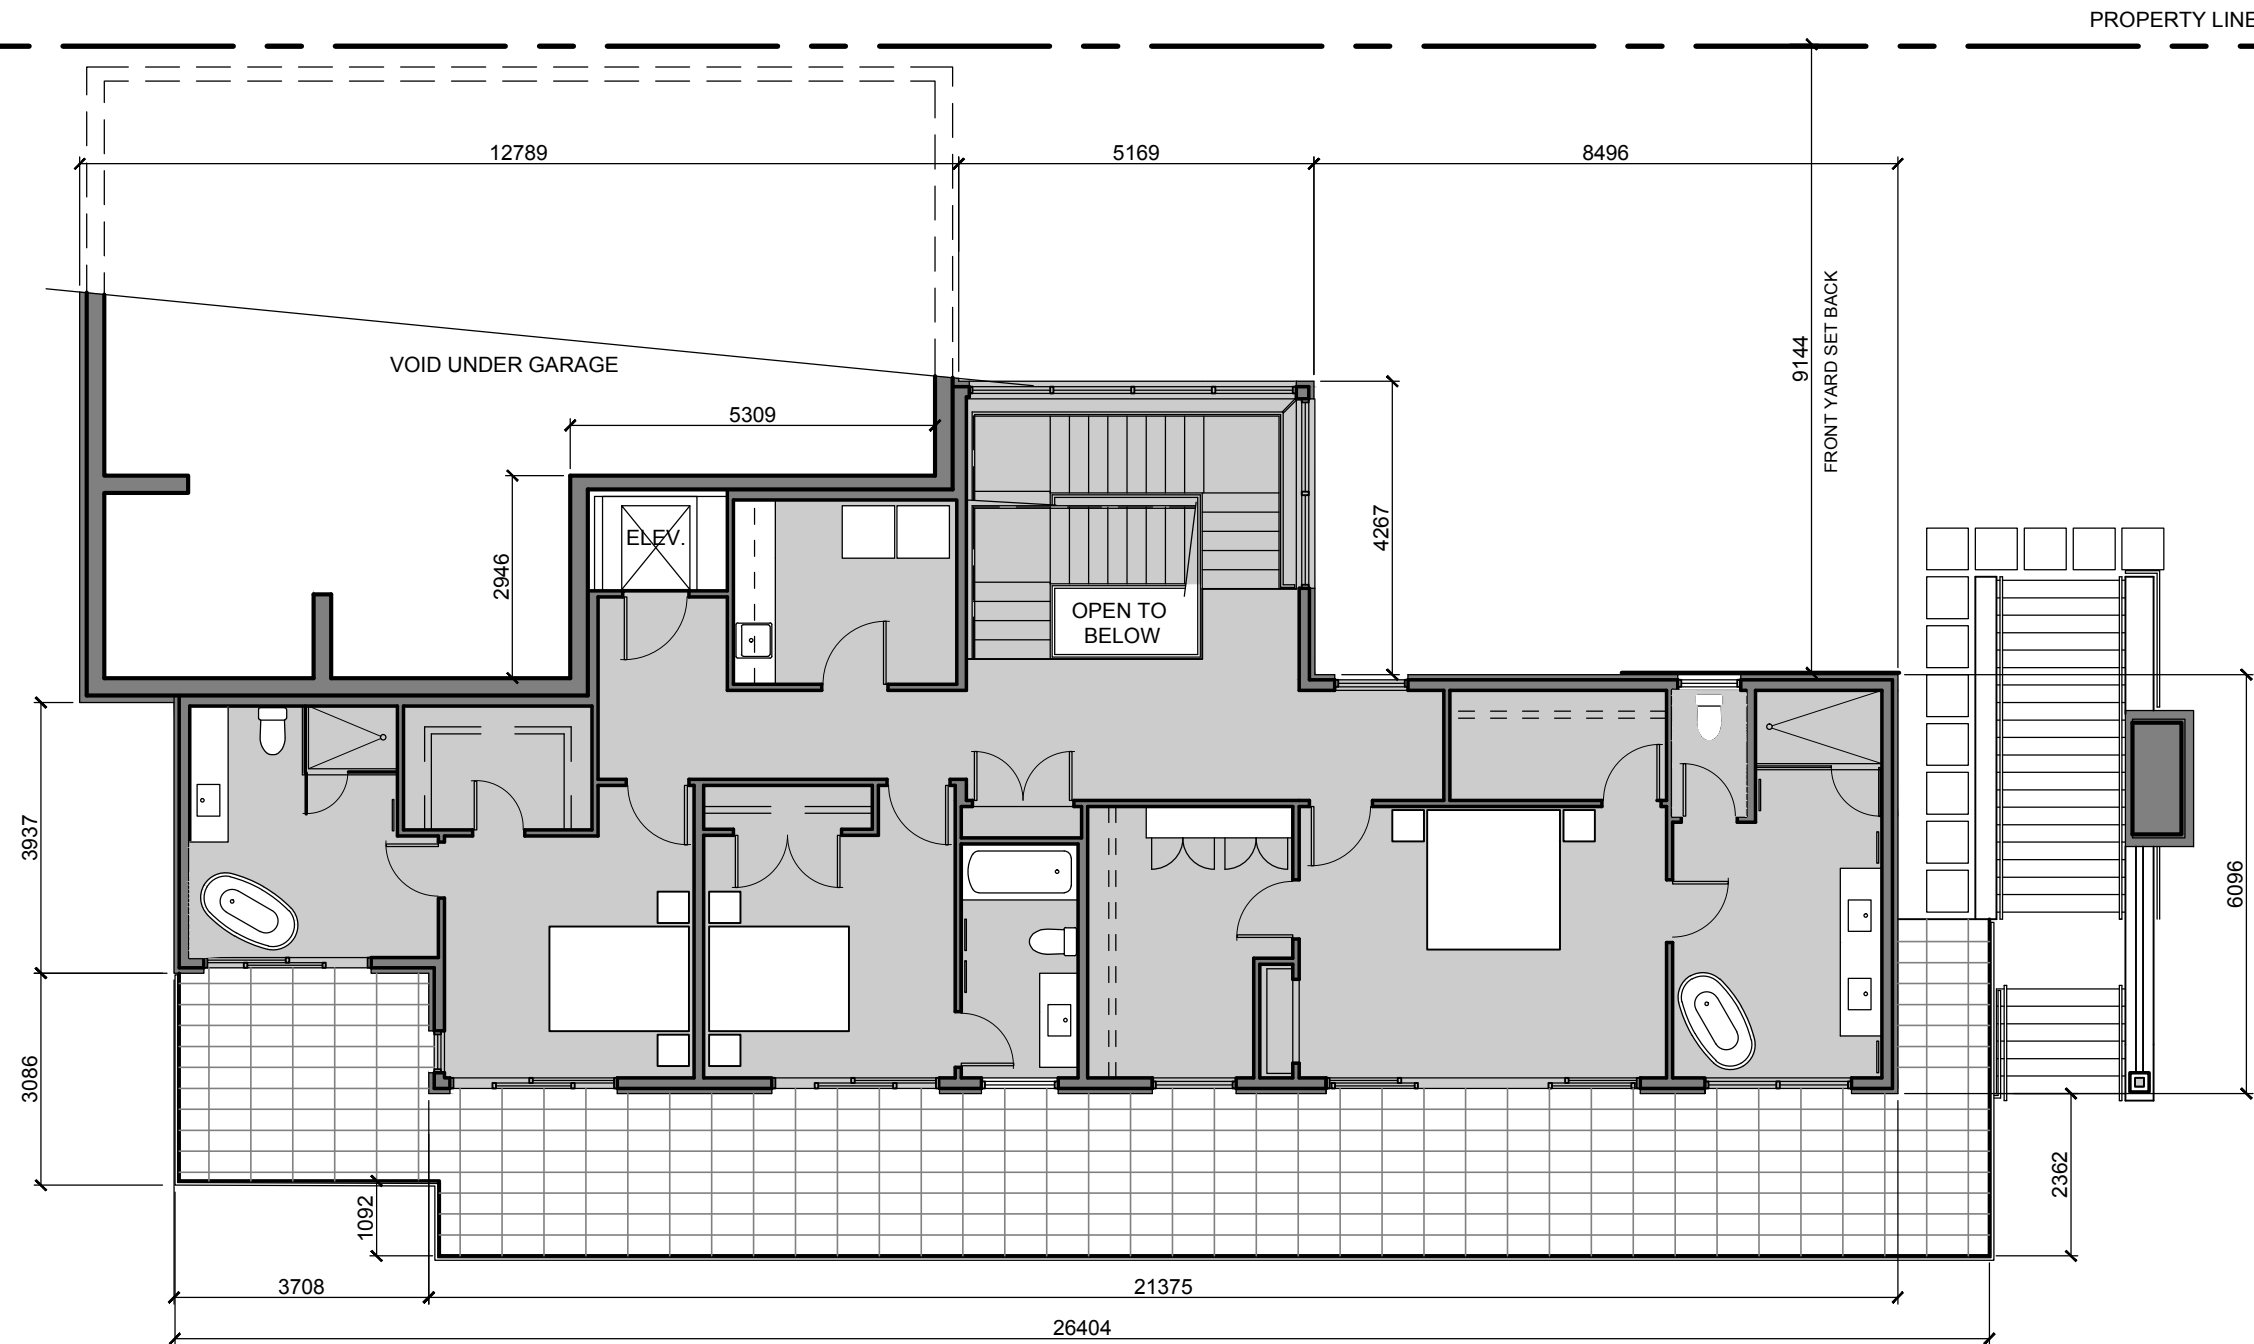 PROPERTY LINE
12789
5169
8496
FRONT YARD SET BACK
9144
VOID UNDER GARAGE
5309
4267
ELEV.
2946
OPEN TO
BELOW
3937
6096
3086
2362
1092
3708
21375
26404